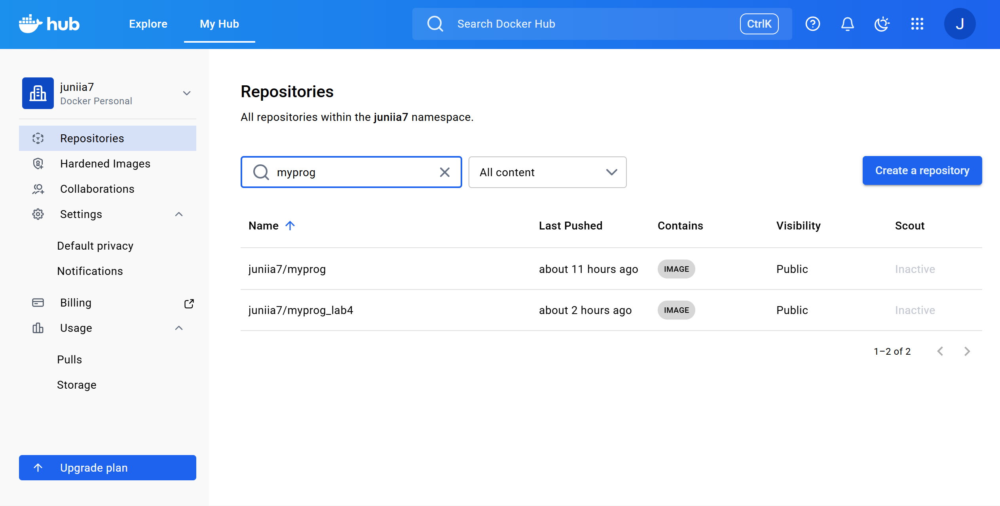 hub
Explore
My Hub
Search Docker Hub
CtrlK
J
juniia7
Docker Personal
Repositories
Hardened Images
Collaborations
Settings
Default privacy
Notifications
Billing
Usage
Pulls
Storage
Upgrade plan
Repositories
All repositories within the juniia7 namespace.
myprog
All content
Create a repository
Name Last Pushed Contains Visibility Scout
juniia7/myprog about 11 hours ago IMAGE Public Inactive
juniia7/myprog_lab4 about 2 hours ago IMAGE Public Inactive
1–2 of 2